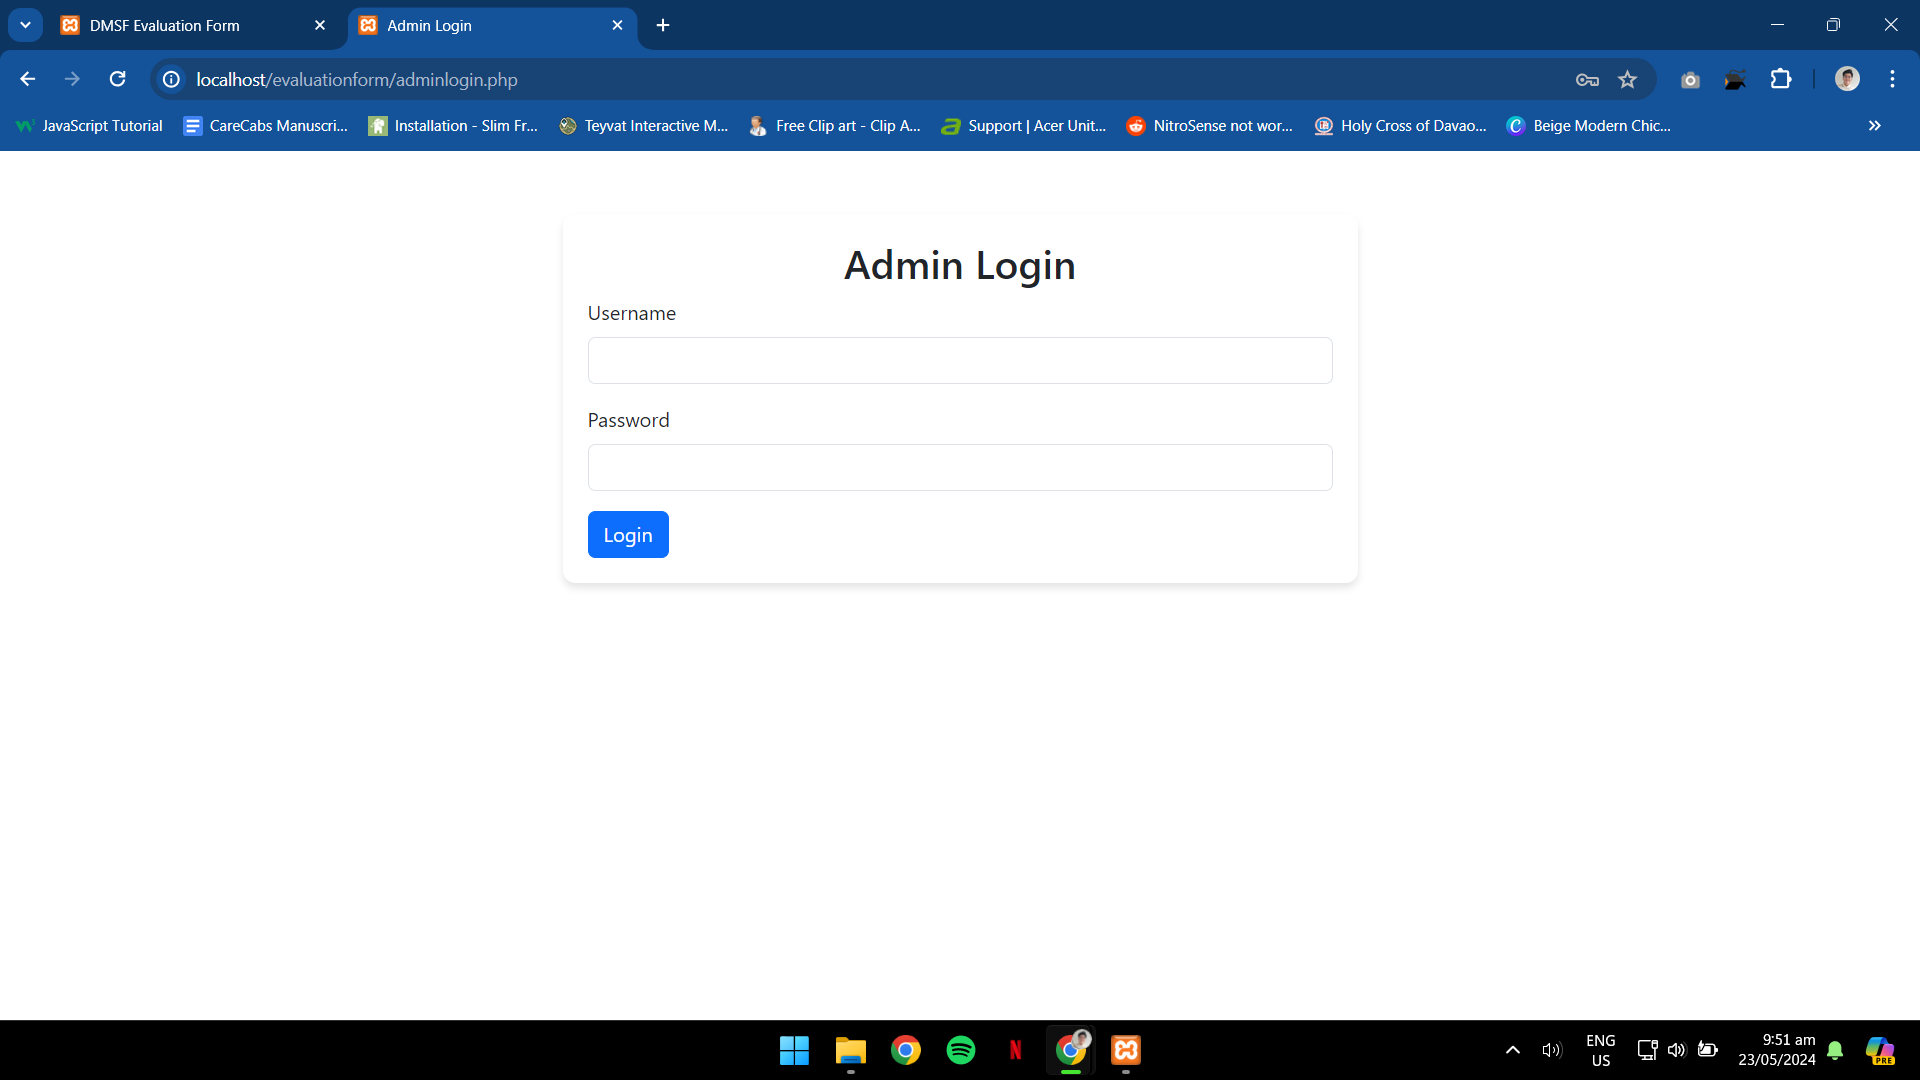 DMSF Evaluation Form
Admin Login
localhost/evaluationform/adminlogin.php
JavaScript Tutorial
CareCabs Manuscri...
Installation - Slim Fr...
Teyvat Interactive M...
Free Clip art - Clip A...
Support | Acer Unit...
NitroSense not wor...
Holy Cross of Davao...
Beige Modern Chic...
Admin Login
Username
Password
Login
ENG
US
9:51 am
23/05/2024
PRE